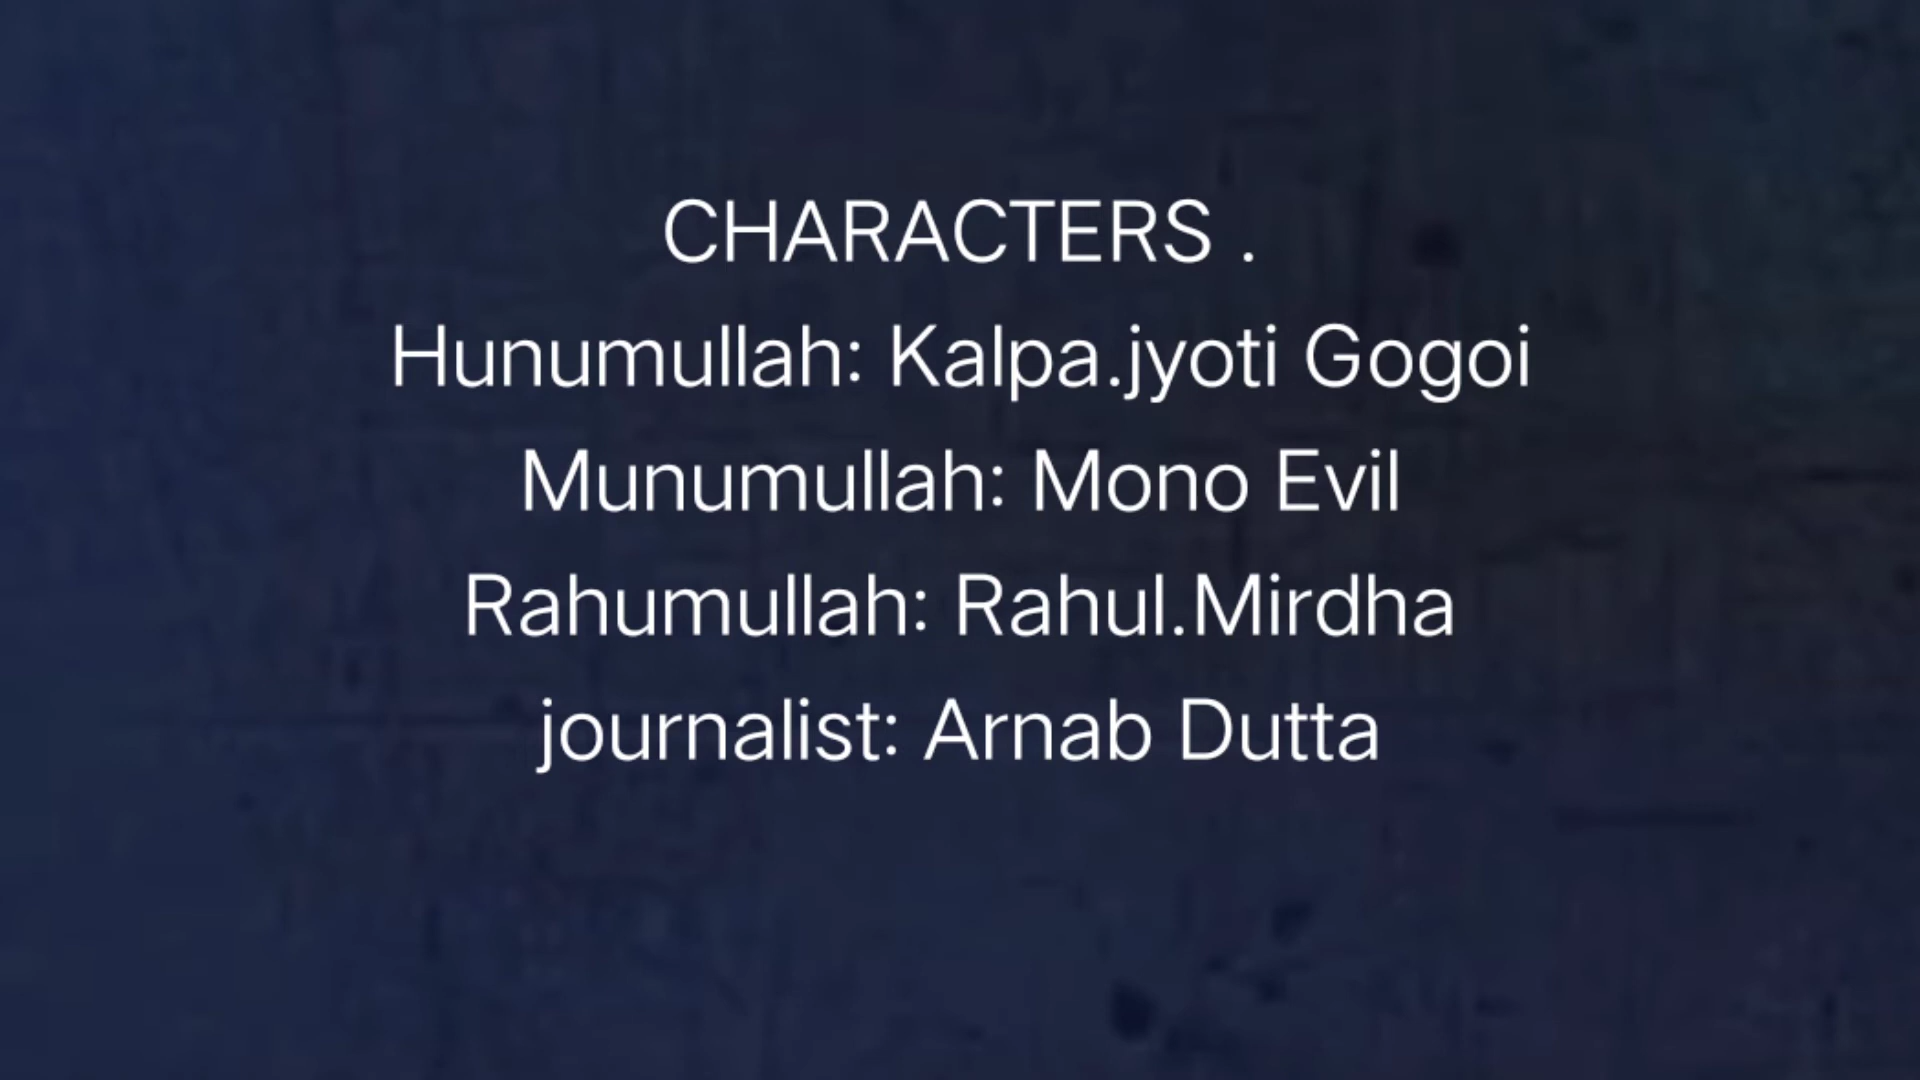 CHARACTERS .
Hunumullah: Kalpa.jyoti Gogoi
Munumullah: Mono Evil
Rahumullah: Rahul.Mirdha
journalist: Arnab Dutta